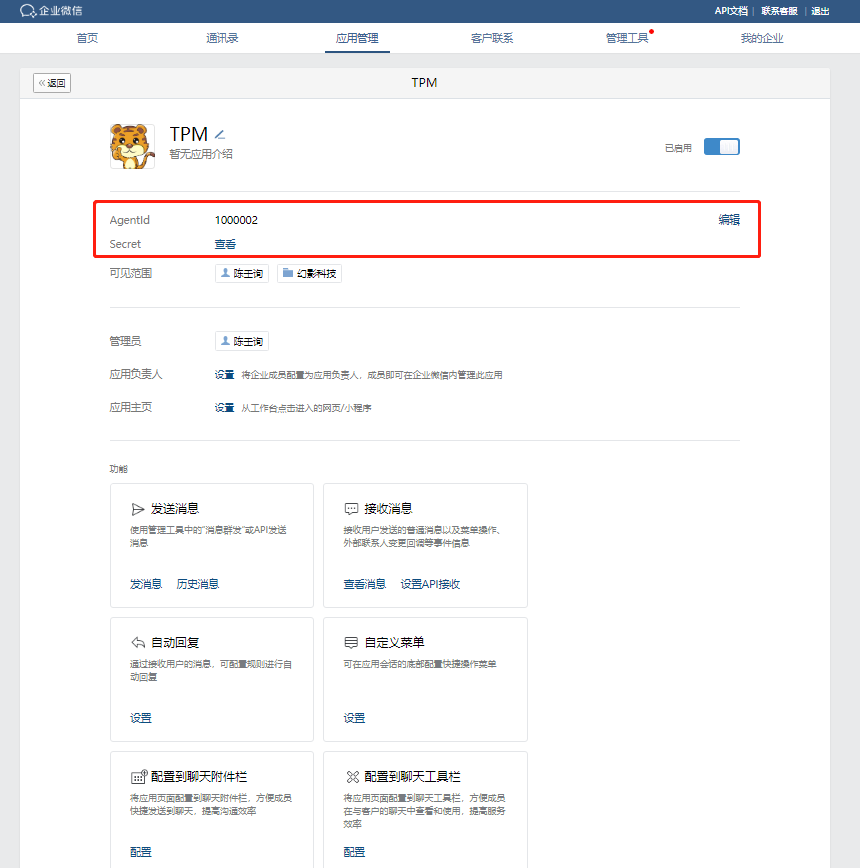 企业微信
API文档 | 联系客服 | 退出
首页 通讯录 应用管理 客户联系 管理工具 我的企业
«返回 TPM
TPM
暂无应用介绍
已启用
AgentId 1000002 编辑
Secret 查看
可见范围 陈壬询 幻影科技
管理员 陈壬询
应用负责人 设置 将企业成员配置为应用负责人，成员即可在企业微信内管理此应用
应用主页 设置 从工作台点击进入的网页/小程序
功能
发送消息
使用管理工具中的"消息群发"或API发送
消息
发消息 历史消息
接收消息
接收用户发送的普通消息以及菜单操作、
外部联系人变更回调等事件信息
查看消息 设置API接收
自动回复
通过接收用户的消息，可配置规则进行自
动回复
设置
自定义菜单
可在应用会话的底部配置快捷操作菜单
设置
配置到聊天附件栏
将应用页面配置到聊天附件栏，方便成员
快捷发送到聊天，提高沟通效率
配置
配置到聊天工具栏
将应用页面配置到聊天工具栏，方便成员
在与客户的聊天中查看和使用，提高服务
效率
配置